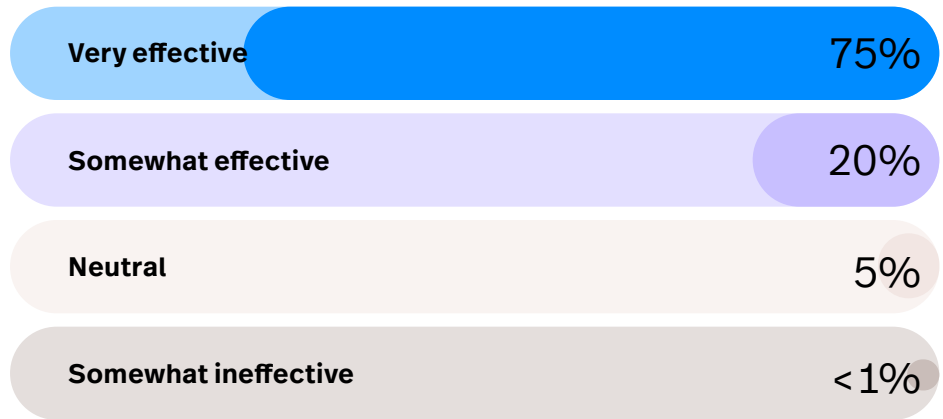 Very effective 75%
Somewhat effective 20%
Neutral 5%
Somewhat ineffective <1%